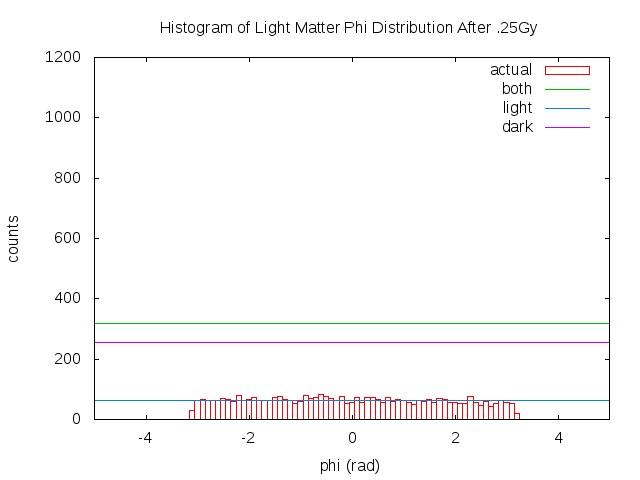 Histogram of Light Matter Phi Distribution After .25Gy
1200
1000
800
600
400
200
0
counts
actual
both
light
dark
-4
-2
0
2
4
phi (rad)